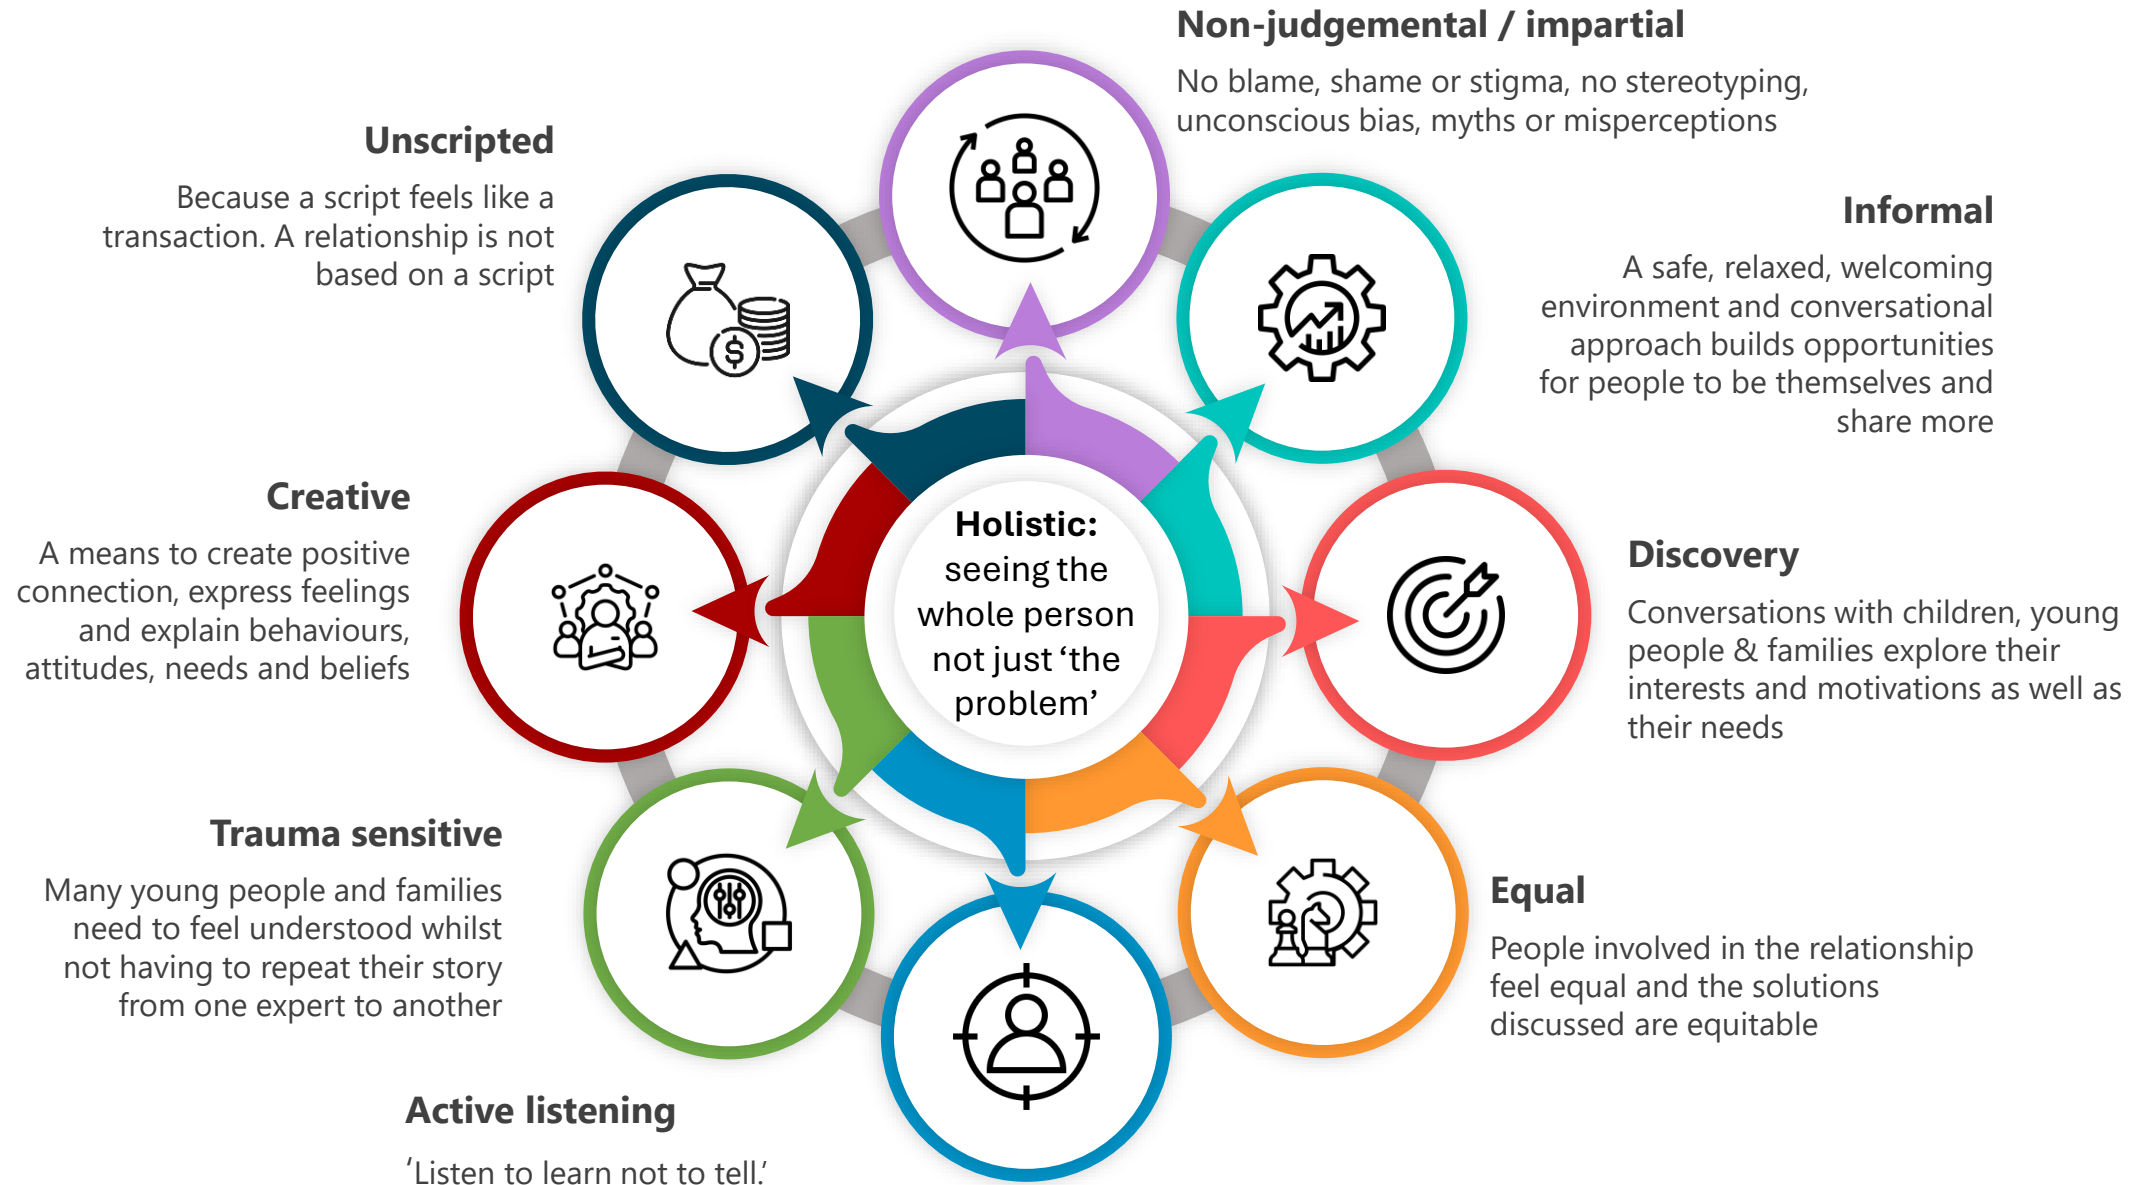 Non-judgemental / impartial
No blame, shame or stigma, no stereotyping,
unconscious bias, myths or misperceptions
Informal
A safe, relaxed, welcoming
environment and conversational
approach builds opportunities
for people to be themselves and
share more
Discovery
Conversations with children, young
people & families explore their
interests and motivations as well as
their needs
Equal
People involved in the relationship
feel equal and the solutions
discussed are equitable
Active listening
‘Listen to learn not to tell.’
Trauma sensitive
Many young people and families
need to feel understood whilst
not having to repeat their story
from one expert to another
Creative
A means to create positive
connection, express feelings
and explain behaviours,
attitudes, needs and beliefs
Unscripted
Because a script feels like a
transaction. A relationship is not
based on a script
$
Holistic:
seeing the
whole person
not just ‘the
problem’